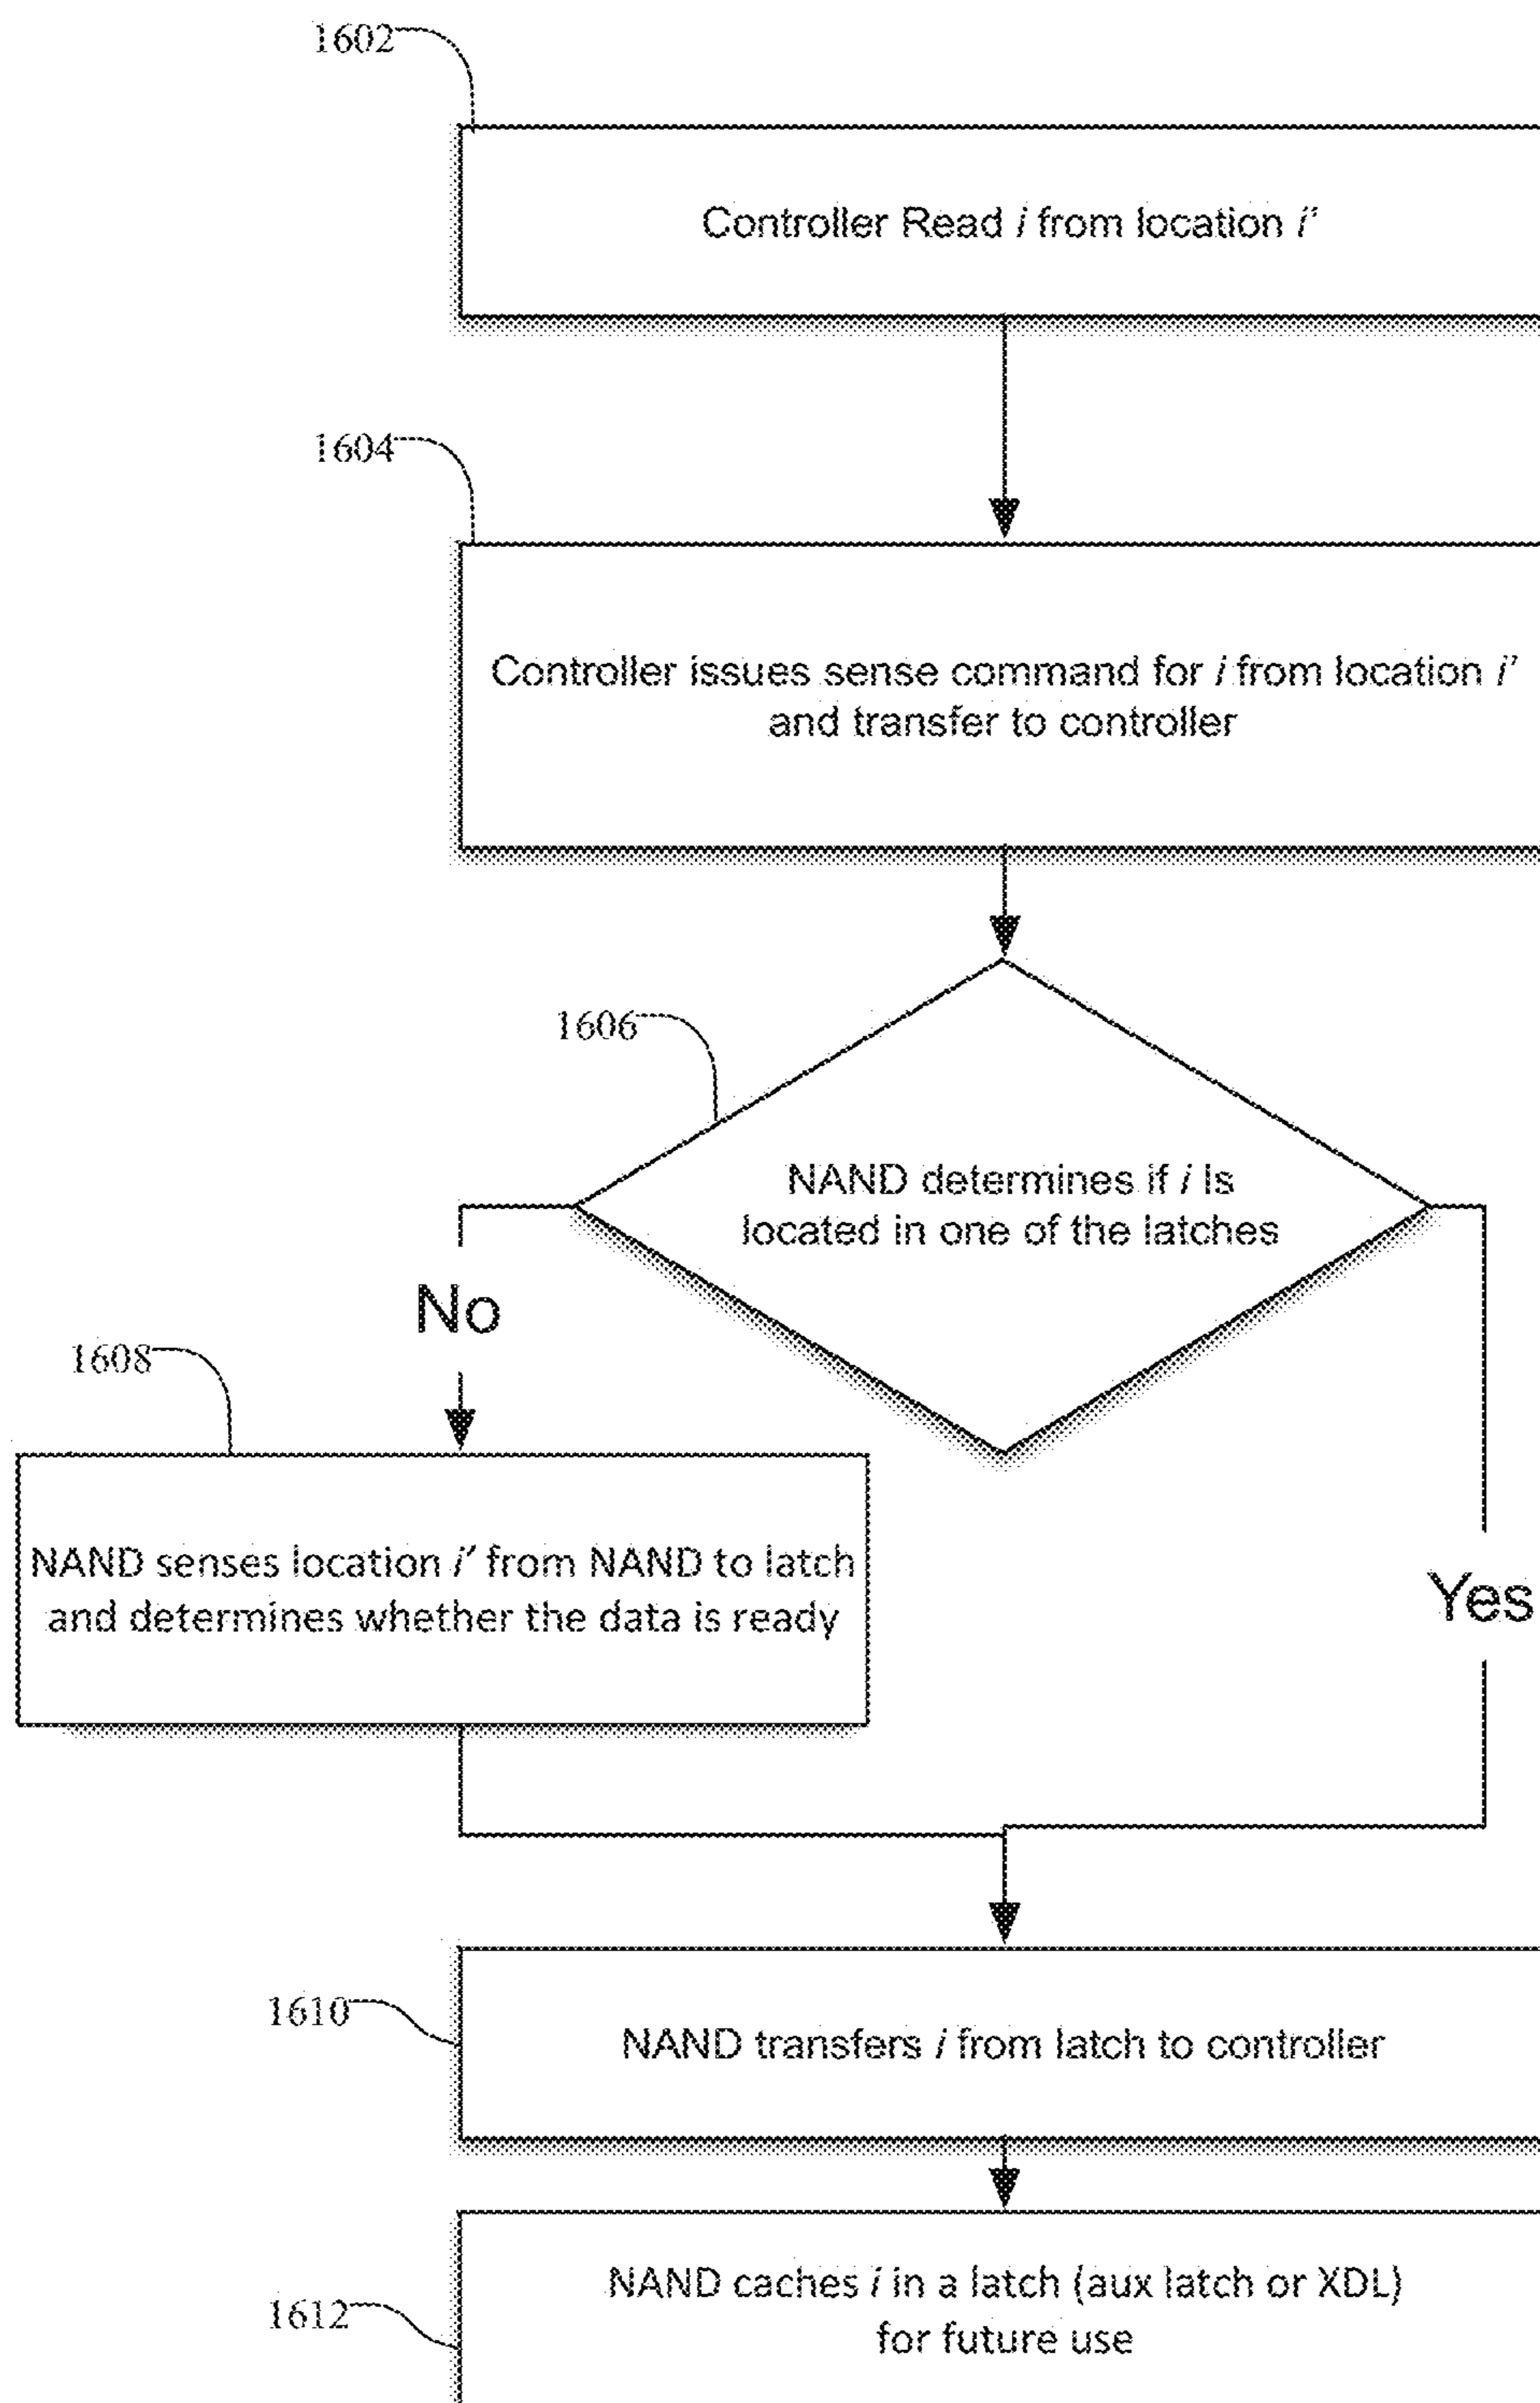 1602
Controller Read i from location i'
1604
Controller issues sense command for i from location i'
and transfer to controller
1606
NAND determines if i Is
located in one of the latches
No
1608
NAND senses location i' from NAND to latch
and determines whether the data is ready
Yes
1610
NAND transfers i from latch to controller
1612
NAND caches i in a latch (aux latch or XDL)
for future use